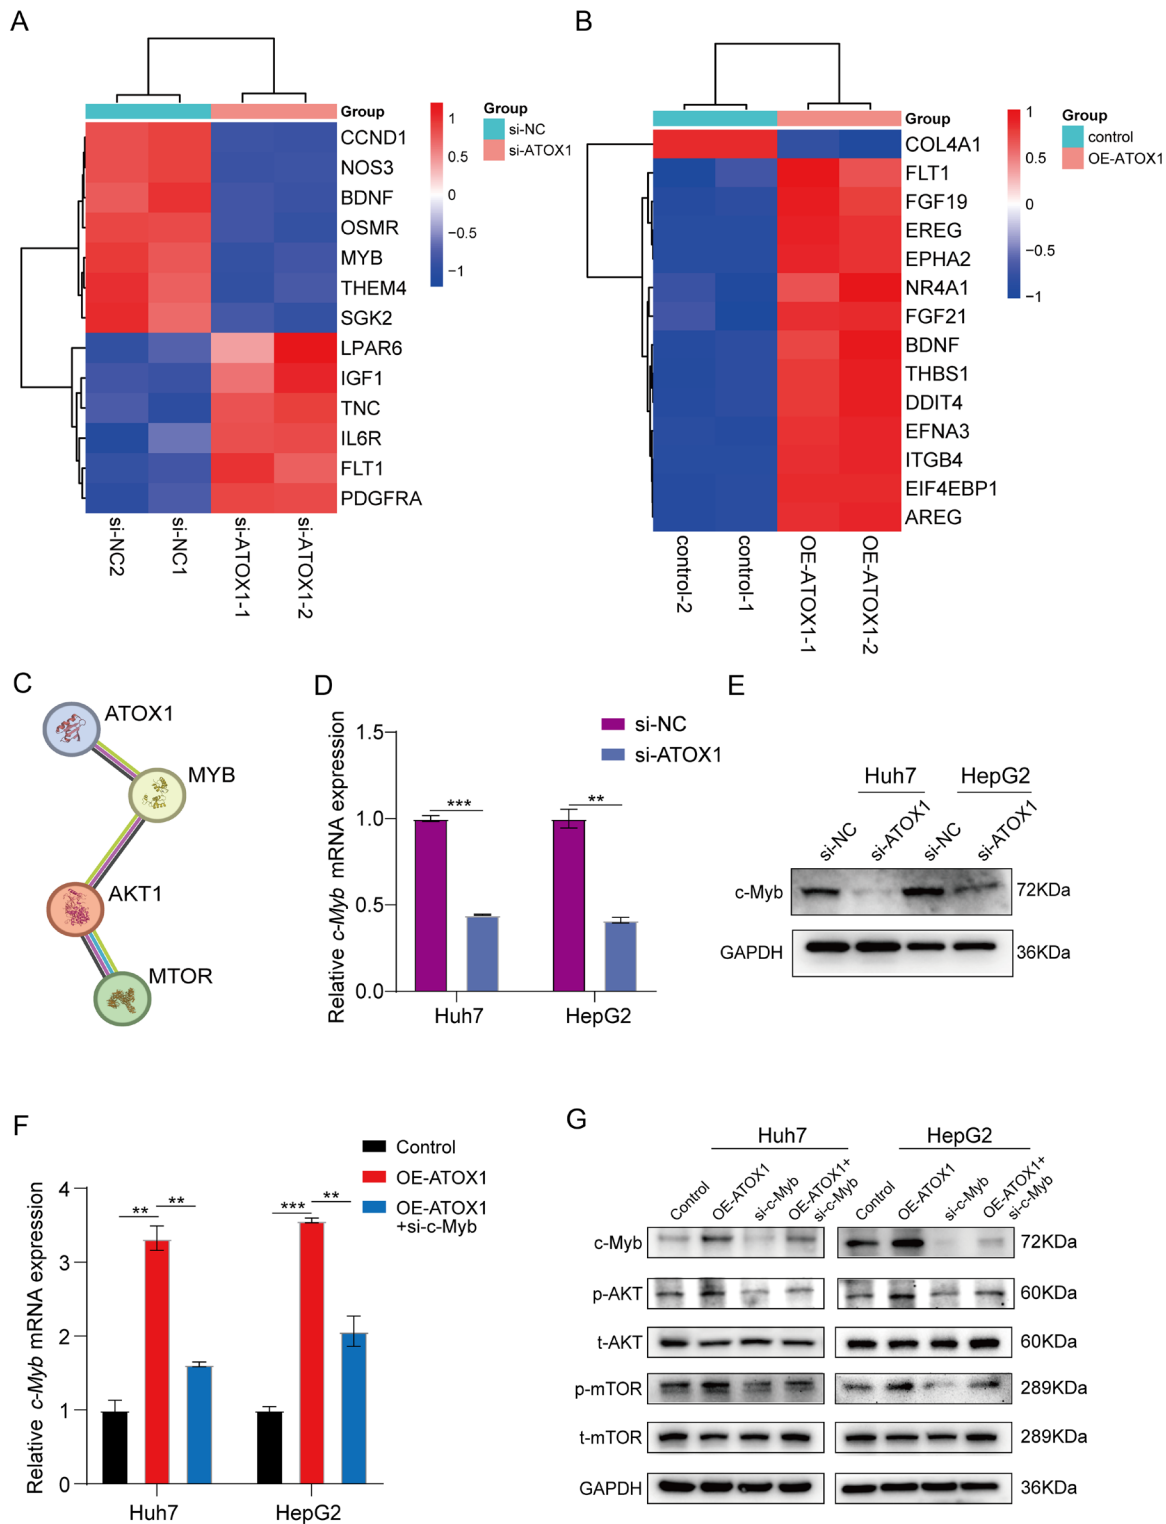 A
Group
CCND1
NOS3
BDNF
OSMR
MYB
THEM4
SGK2
LPAR6
IGF1
TNC
IL6R
FLT1
PDGFRA
si-NC2
si-NC1
si-ATOX1-1
si-ATOX1-2
1
0.5
0
−0.5
−1
Group
si-NC
si-ATOX1
B
Group
COL4A1
FLT1
FGF19
EREG
EPHA2
NR4A1
FGF21
BDNF
THBS1
DDIT4
EFNA3
ITGB4
EIF4EBP1
AREG
control-2
control-1
OE-ATOX1-1
OE-ATOX1-2
1
0.5
0
−0.5
−1
Group
control
OE-ATOX1
C
ATOX1
MYB
AKT1
MTOR
D
Relative c-Myb mRNA expression
1.5
1.0
0.5
0.0
si-NC
si-ATOX1
***
**
Huh7
HepG2
E
Huh7
HepG2
si-NC
si-ATOX1
si-NC
si-ATOX1
c-Myb
72KDa
GAPDH
36KDa
F
Relative c-Myb mRNA expression
4
3
2
1
0
Control
OE-ATOX1
OE-ATOX1
+si-c-Myb
**
**
***
**
Huh7
HepG2
G
Huh7
HepG2
Control
OE-ATOX1
si-c-Myb
OE-ATOX1+
si-c-Myb
Control
OE-ATOX1
si-c-Myb
OE-ATOX1+
si-c-Myb
c-Myb
72KDa
p-AKT
60KDa
t-AKT
60KDa
p-mTOR
289KDa
t-mTOR
289KDa
GAPDH
36KDa